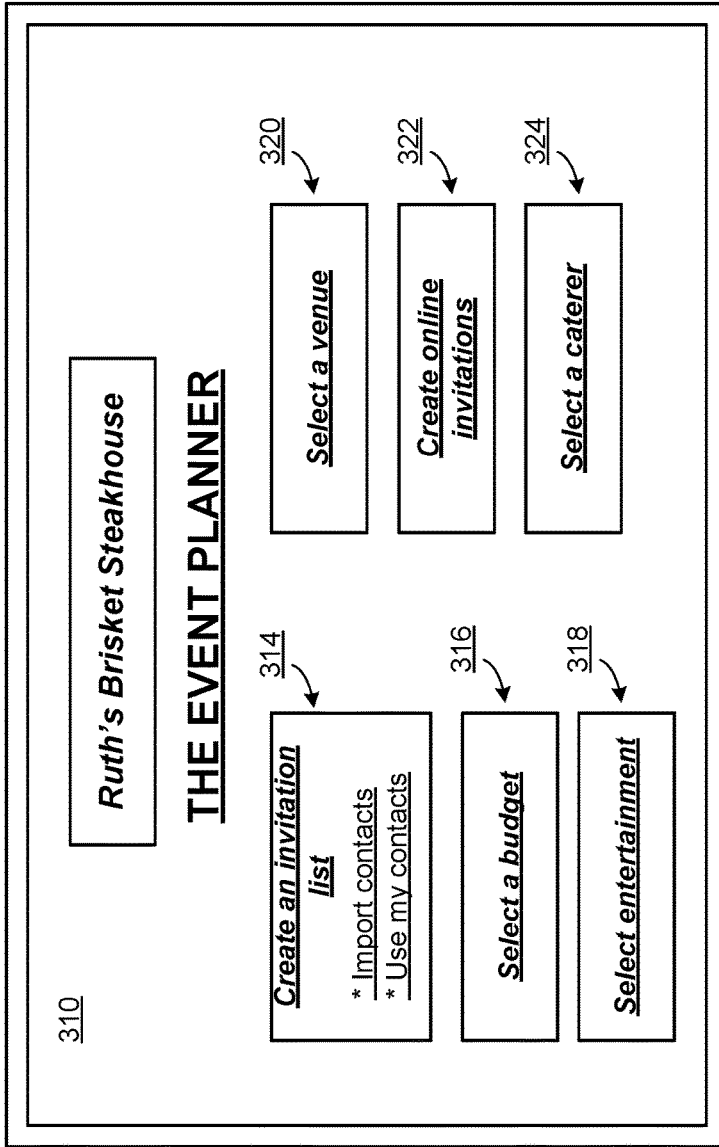 310
Ruth's Brisket Steakhouse
THE EVENT PLANNER
314
Create an invitation
list
* Import contacts
* Use my contacts
316
Select a budget
318
Select entertainment
320
Select a venue
322
Create online
invitations
324
Select a caterer